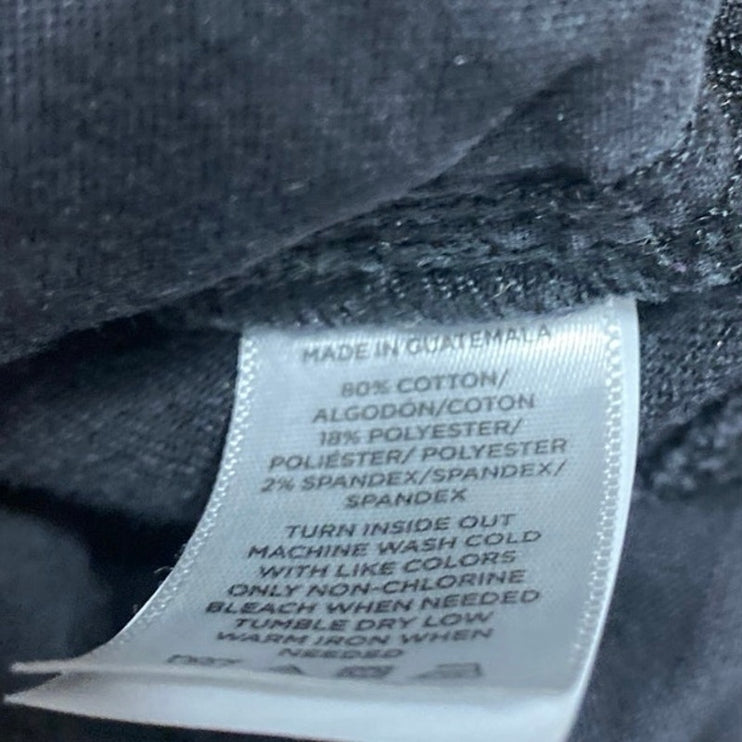 MADE IN GUATEMALA
80% COTTON/
ALGODÓN/COTON
18% POLYESTER/
POLIÉSTER/ POLYESTER
2% SPANDEX/SPANDEX/
SPANDEX
TURN INSIDE OUT
MACHINE WASH COLD
WITH LIKE COLORS
ONLY NON-CHLORINE
BLEACH WHEN NEEDED
TUMBLE DRY LOW
WARM IRON WHEN
NEEDED